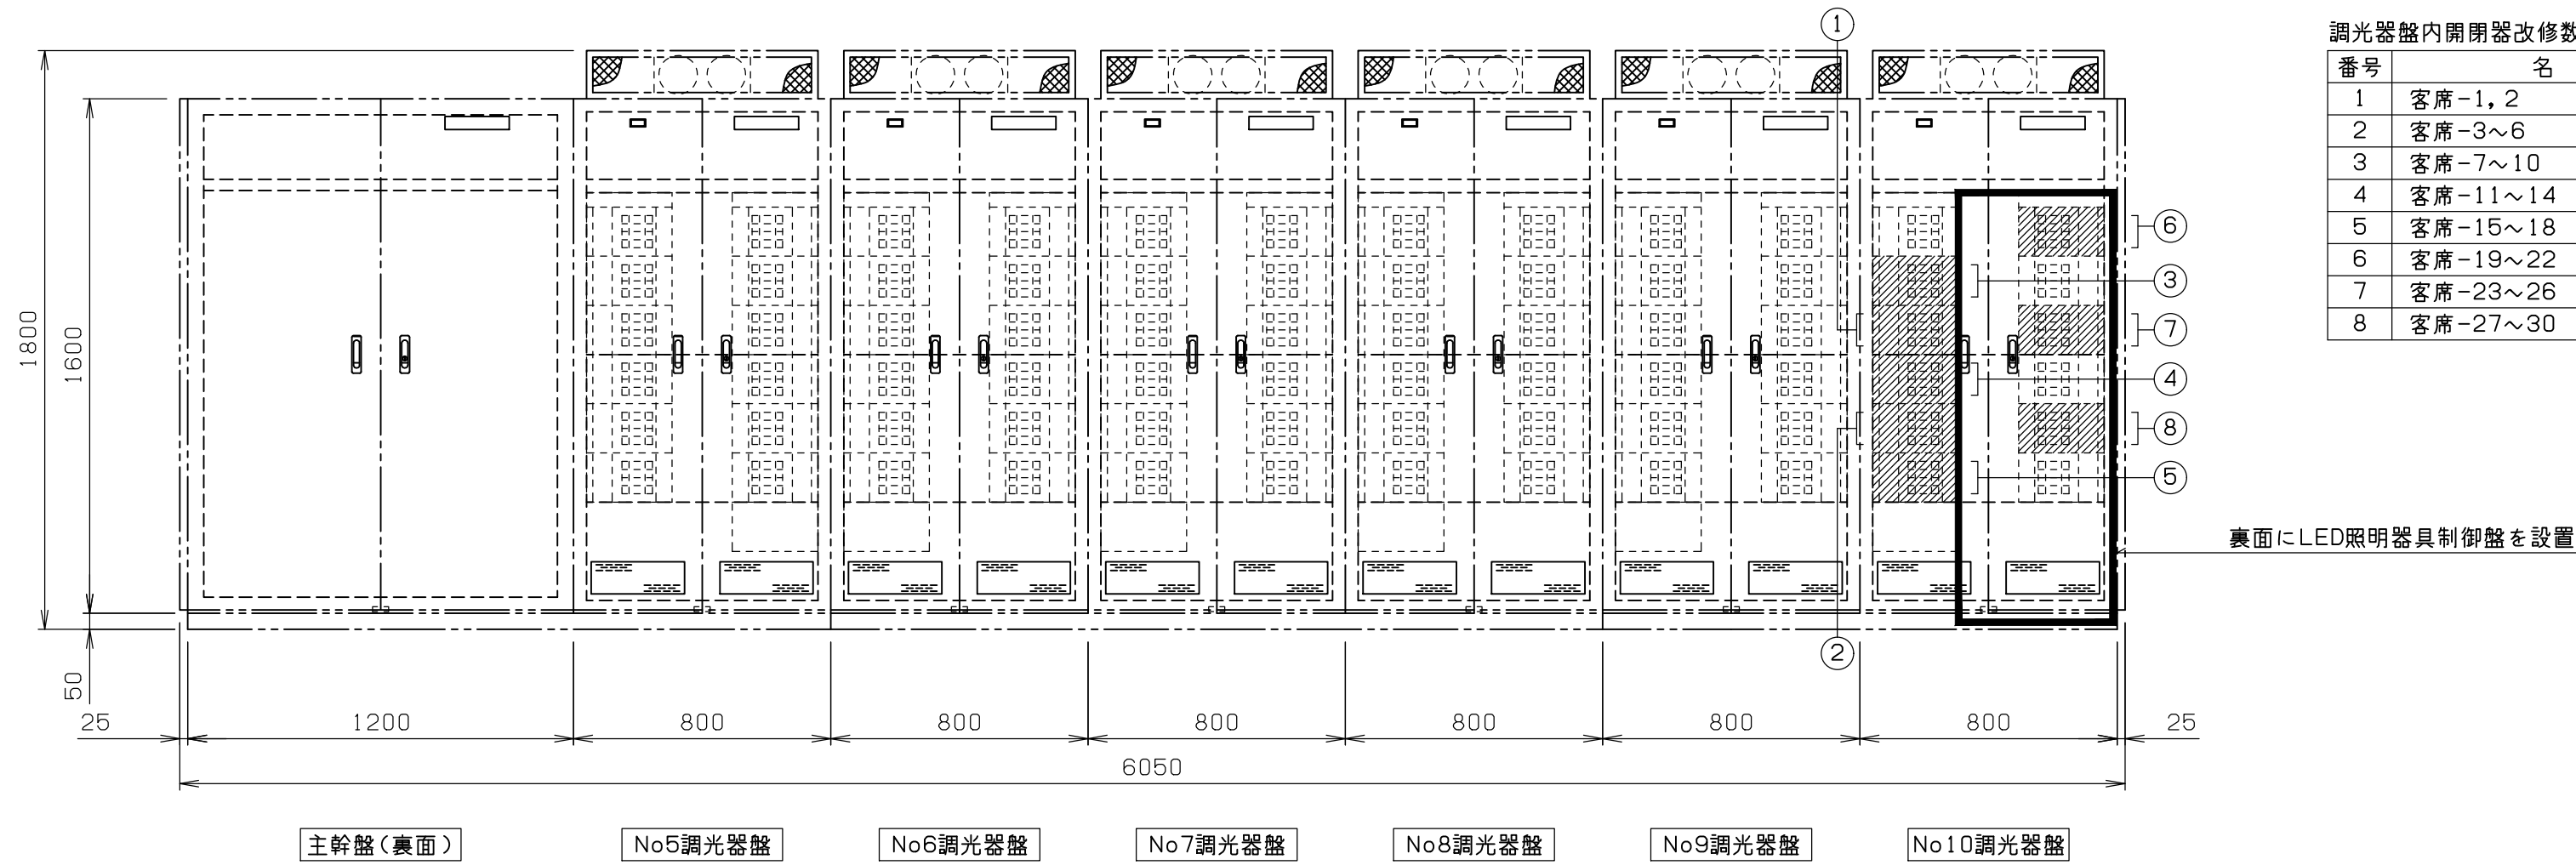 調光器盤内開閉器改修数
番号 名
1 客席-1, 2
2 客席-3～6
3 客席-7～10
4 客席-11～14
5 客席-15～18
6 客席-19～22
7 客席-23～26
8 客席-27～30
1
6
3
7
4
8
5
2
裏面にLED照明器具制御盤を設置
1800
1600
50
25 1200 800 800 800 800 800 800 25
6050
主幹盤(裏面) No5調光器盤 No6調光器盤 No7調光器盤 No8調光器盤 No9調光器盤 No10調光器盤